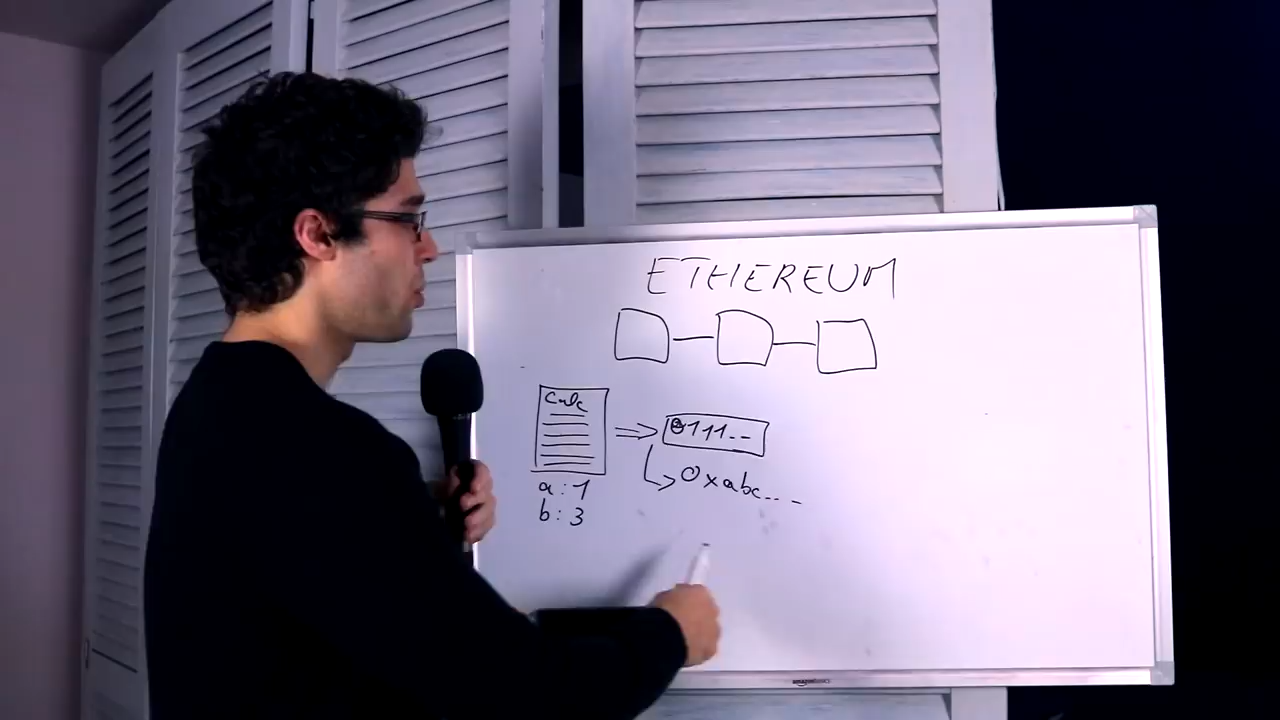 ETHEREUM
Calc
0111..-
0xabc...-
a:1
b:3
amazonbasics